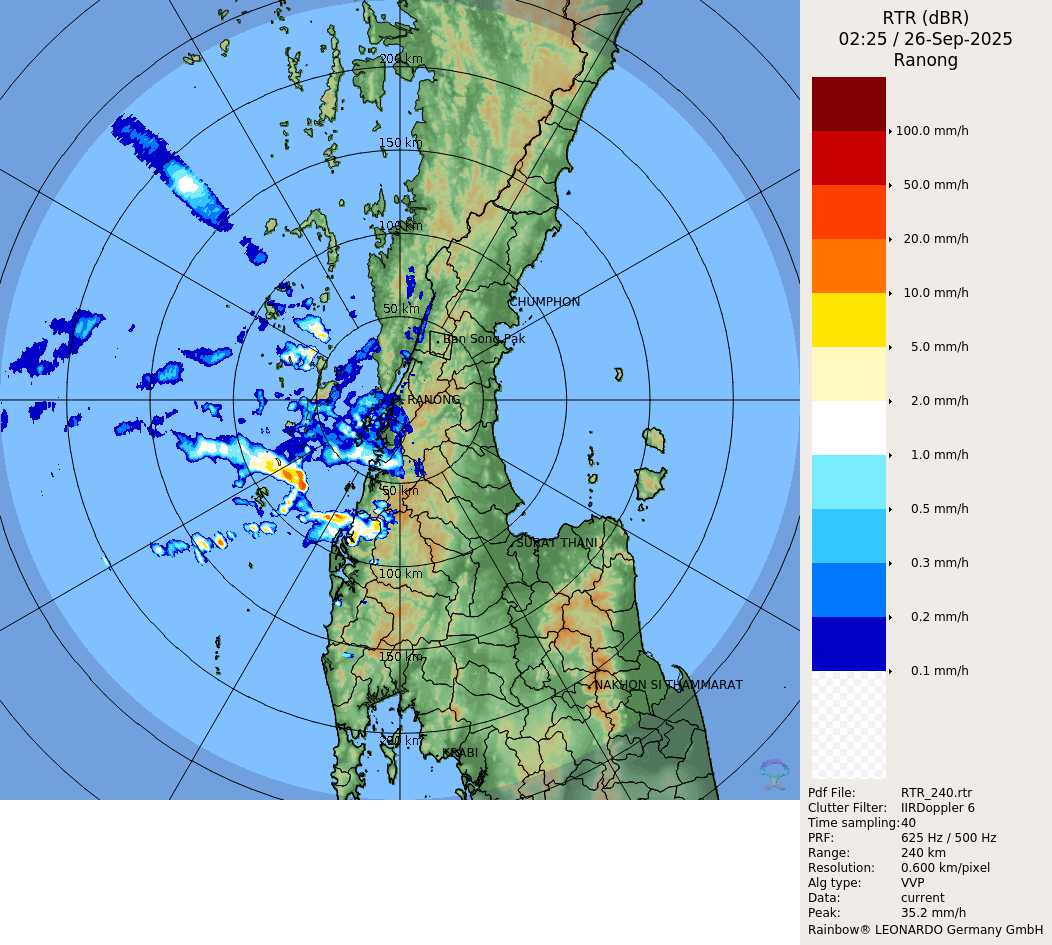 RTR (dBR)
02:25 / 26-Sep-2025
Ranong
200 km
150 km
100 km
50 km
CHUMPHON
Ban Song Pak
RANONG
50 km
SURAT THANI
100 km
150 km
NAKHON SI THAMMARAT
200 km
KRABI
100.0 mm/h
50.0 mm/h
20.0 mm/h
10.0 mm/h
5.0 mm/h
2.0 mm/h
1.0 mm/h
0.5 mm/h
0.3 mm/h
0.2 mm/h
0.1 mm/h
Pdf File: RTR_240.rtr
Clutter Filter: IIRDoppler 6
Time sampling: 40
PRF: 625 Hz / 500 Hz
Range: 240 km
Resolution: 0.600 km/pixel
Alg type: VVP
Data: current
Peak: 35.2 mm/h
Rainbow® LEONARDO Germany GmbH